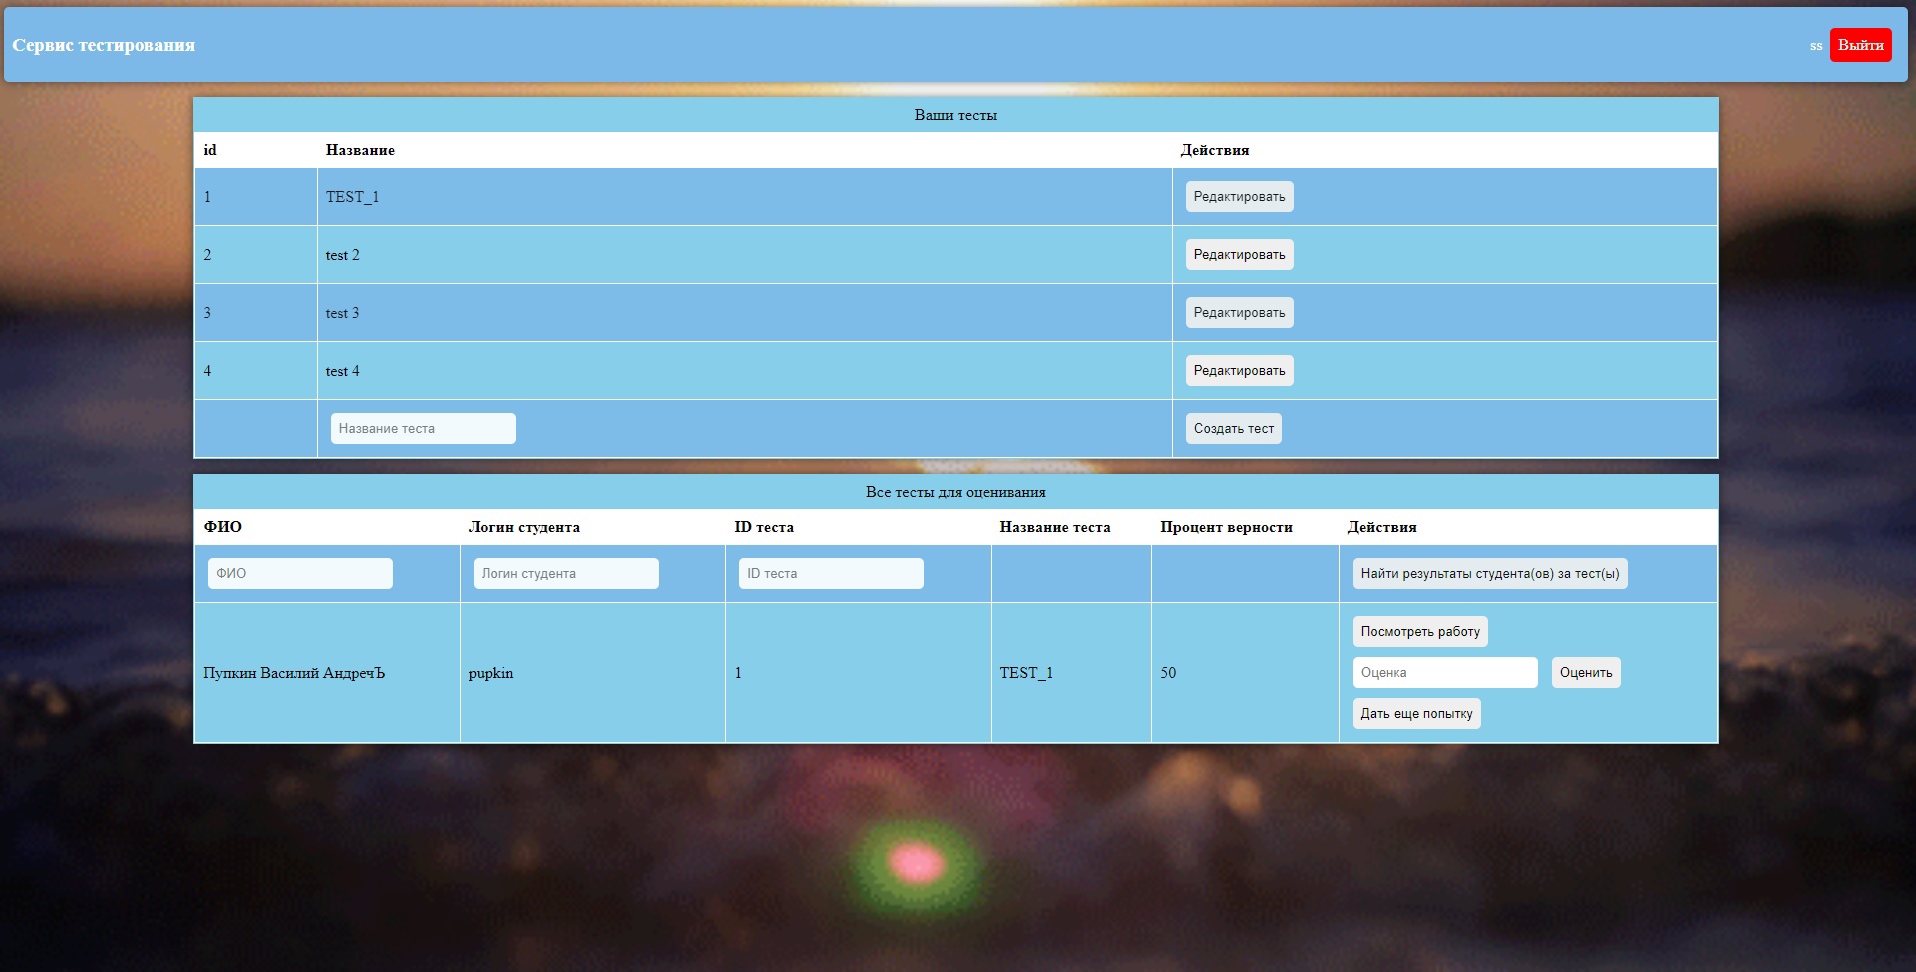 Сервис тестирования
ss Выйти
Ваши тесты
id Название Действия
1 TEST_1 Редактировать
2 test 2 Редактировать
3 test 3 Редактировать
4 test 4 Редактировать
Название теста Создать тест
Все тесты для оценивания
ФИО Логин студента ID теста Название теста Процент верности Действия
ФИО Логин студента ID теста Найти результаты студента(ов) за тест(ы)
Посмотреть работу
Пупкин Василий АндречЪ pupkin 1 TEST_1 50 Оценка Оценить
Дать еще попытку